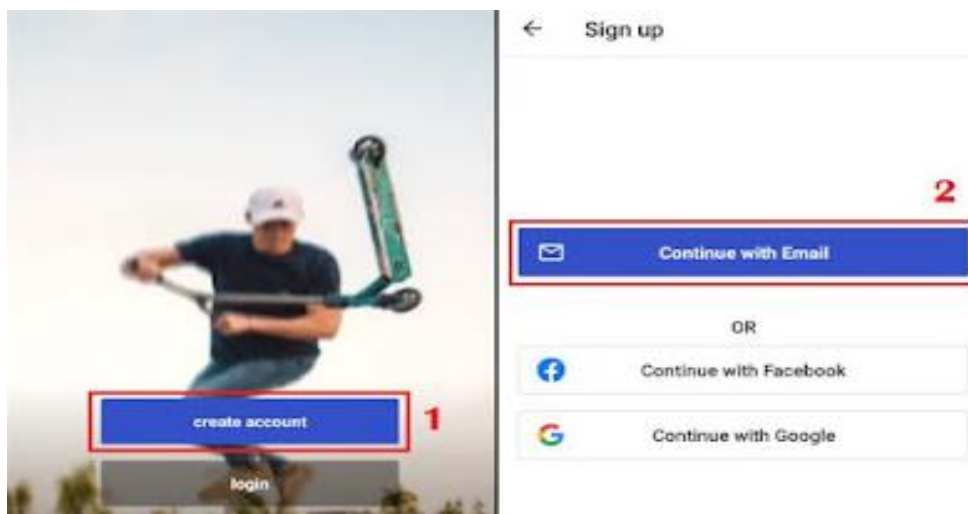 create account
1
login
Sign up
2
Continue with Email
OR
Continue with Facebook
Continue with Google